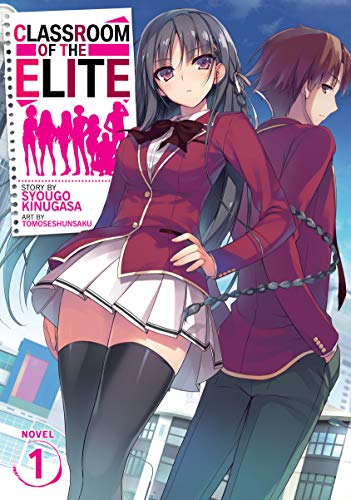 CLASSROOM
OF THE
ELITE
STORY BY
SYOUGO
KINUGASA
ART BY
TOMOSESHUNSAKU
NOVEL
1